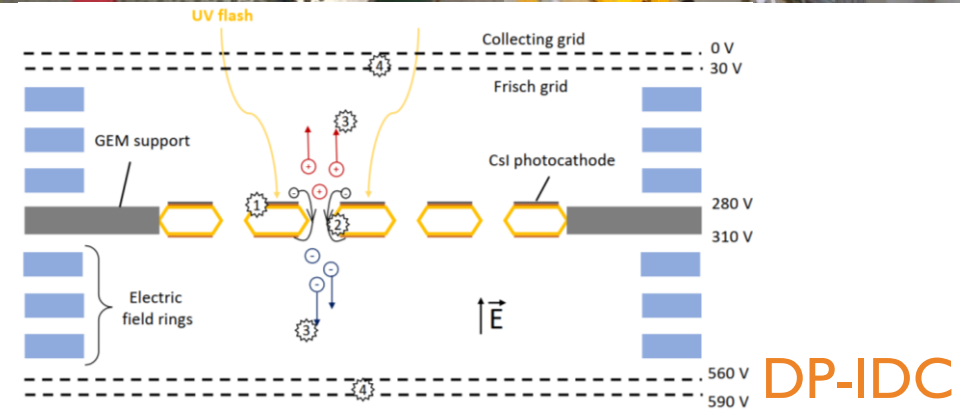 UV flash
Collecting grid
0 V
30 V
4
Frisch grid
3
GEM support
CsI photocathode
+
+
-
+
-
1
280 V
2
310 V
-
-
-
Electric
field rings
3
E
560 V
4
590 V
DP-IDC